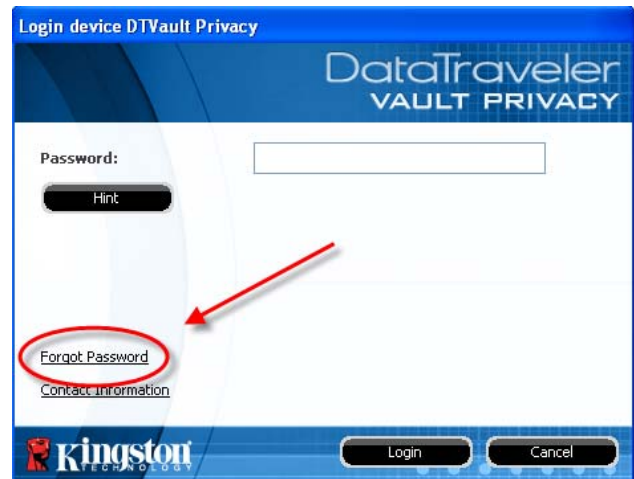 Login device DTVault Privacy
DataTraveler
VAULT PRIVACY
Password:
Hint
Forgot Password
Contact Information
Kingston
TECHNOLOGY
Login
Cancel